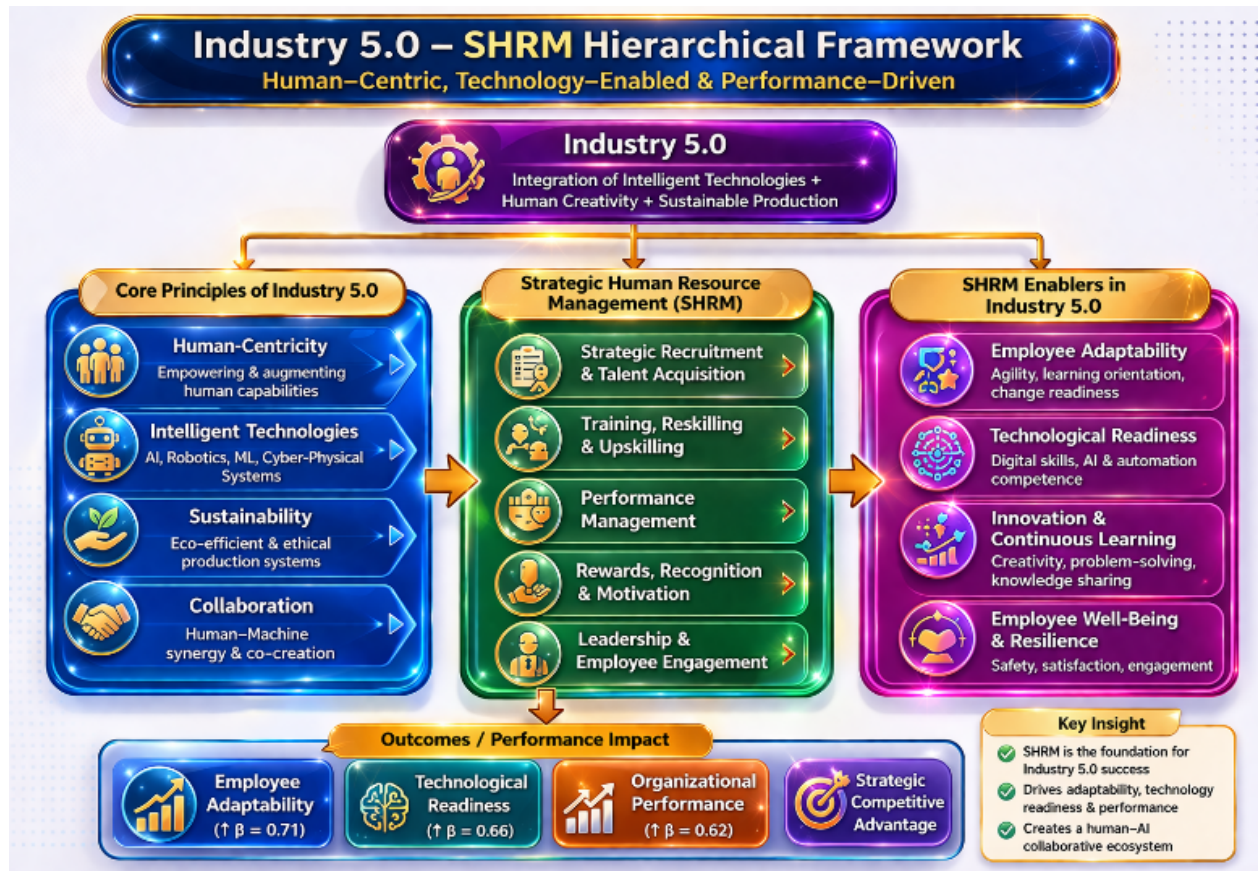 Industry 5.0 – SHRM Hierarchical Framework
Human–Centric, Technology–Enabled & Performance–Driven
Industry 5.0
Integration of Intelligent Technologies +
Human Creativity + Sustainable Production
Core Principles of Industry 5.0
Human-Centricity
Empowering & augmenting
human capabilities
Intelligent Technologies
AI, Robotics, ML, Cyber-Physical
Systems
Sustainability
Eco-efficient & ethical
production systems
Collaboration
Human–Machine
synergy & co-creation
Strategic Human Resource
Management (SHRM)
Strategic Recruitment
& Talent Acquisition
Training, Reskilling
& Upskilling
Performance
Management
Rewards, Recognition
& Motivation
Leadership &
Employee Engagement
SHRM Enablers in
Industry 5.0
Employee Adaptability
Agility, learning orientation,
change readiness
Technological Readiness
Digital skills, AI & automation
competence
Innovation &
Continuous Learning
Creativity, problem-solving,
knowledge sharing
Employee Well-Being
& Resilience
Safety, satisfaction, engagement
Outcomes / Performance Impact
Employee
Adaptability
(↑ β = 0.71)
Technological
Readiness
(↑ β = 0.66)
Organizational
Performance
(↑ β = 0.62)
Strategic
Competitive
Advantage
Key Insight
SHRM is the foundation for
Industry 5.0 success
Drives adaptability, technology
readiness & performance
Creates a human–AI
collaborative ecosystem